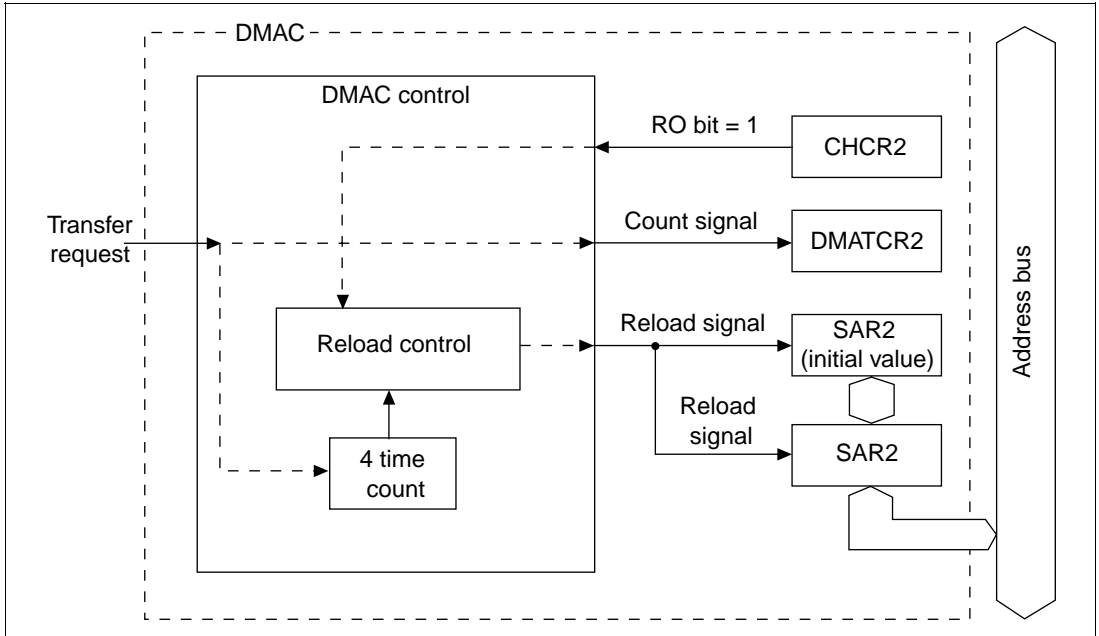 DMAC
DMAC control
RO bit = 1
CHCR2
Transfer
request
Count signal
DMATCR2
Reload control
Reload signal
SAR2
(initial value)
Reload
signal
SAR2
4 time
count
Address bus